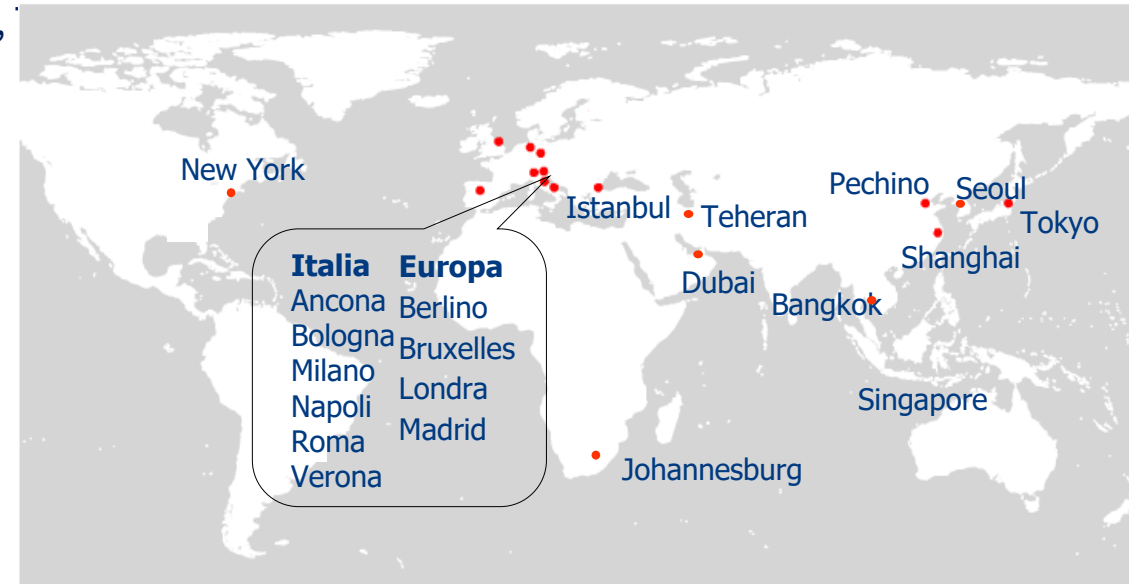 ,
New York
Istanbul
Teheran
Dubai
Pechino
Seoul
Tokyo
Shanghai
Bangkok
Singapore
Johannesburg
Italia
Ancona
Bologna
Milano
Napoli
Roma
Verona
Europa
Berlino
Bruxelles
Londra
Madrid